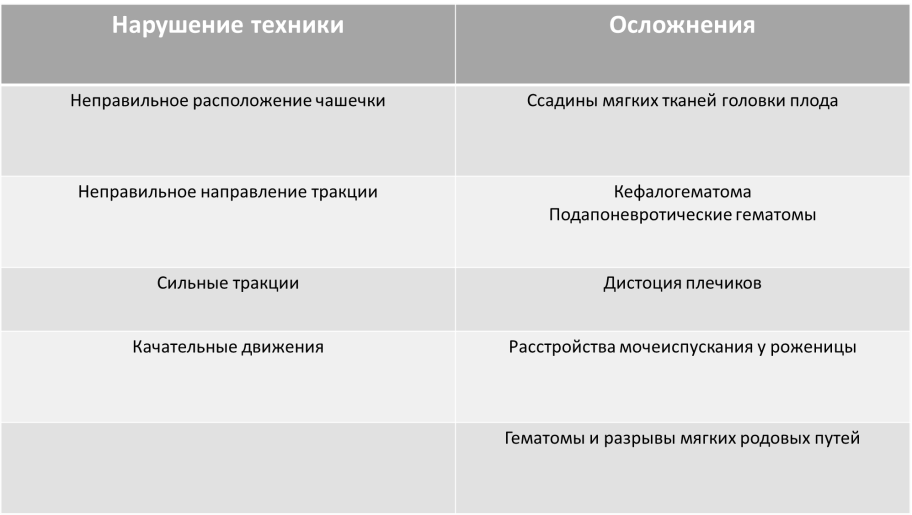 Нарушение техники
Осложнения
Неправильное расположение чашечки
Ссадины мягких тканей головки плода
Неправильное направление тракции
Кефалогематома
Подапоневротические гематомы
Сильные тракции
Дистоция плечиков
Качательные движения
Расстройства мочеиспускания у роженицы
Гематомы и разрывы мягких родовых путей